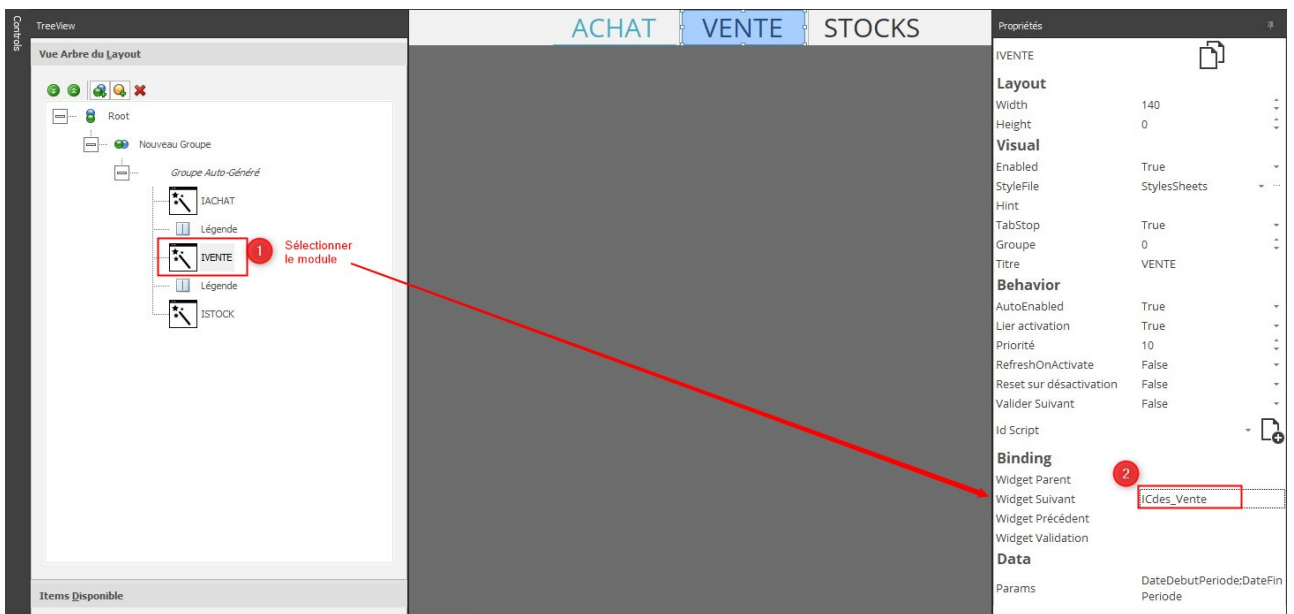 Controls
TreeView
Vue Arbre du Layout
Root
Nouveau Groupe
Groupe Auto-Généré
IACHAT
Légende
IVENTE
Légende
ISTOCK
1
Sélectionner
le module
Items Disponible
ACHAT VENTE STOCKS
Propriétés
IVENTE
Layout
Width 140
Height 0
Visual
Enabled True
StyleFile StylesSheets
Hint
TabStop True
Groupe 0
Titre VENTE
Behavior
AutoEnabled True
Lier activation True
Priorité 10
RefreshOnActivate False
Reset sur désactivation False
Valider Suivant False
Id Script
Binding
Widget Parent
2
Widget Suivant ICdes_Vente
Widget Précédent
Widget Validation
Data
Params DateDebutPeriode;DateFin
Periode